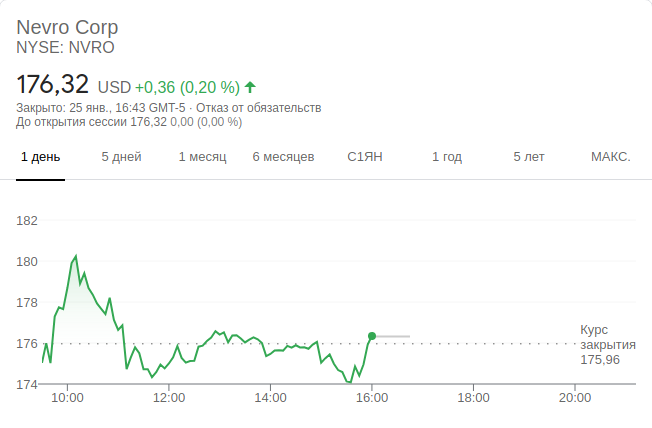 Nevro Corp
NYSE: NVRO
176,32 USD +0,36 (0,20 %)
Закрыто: 25 янв., 16:43 GMT-5 · Отказ от обязательств
До открытия сессии 176,32 0,00 (0,00 %)
1 день 5 дней 1 месяц 6 месяцев С1ЯН 1 год 5 лет МАКС.
182
180
178
176
174
Курс
закрытия
175,96
10:00 12:00 14:00 16:00 18:00 20:00